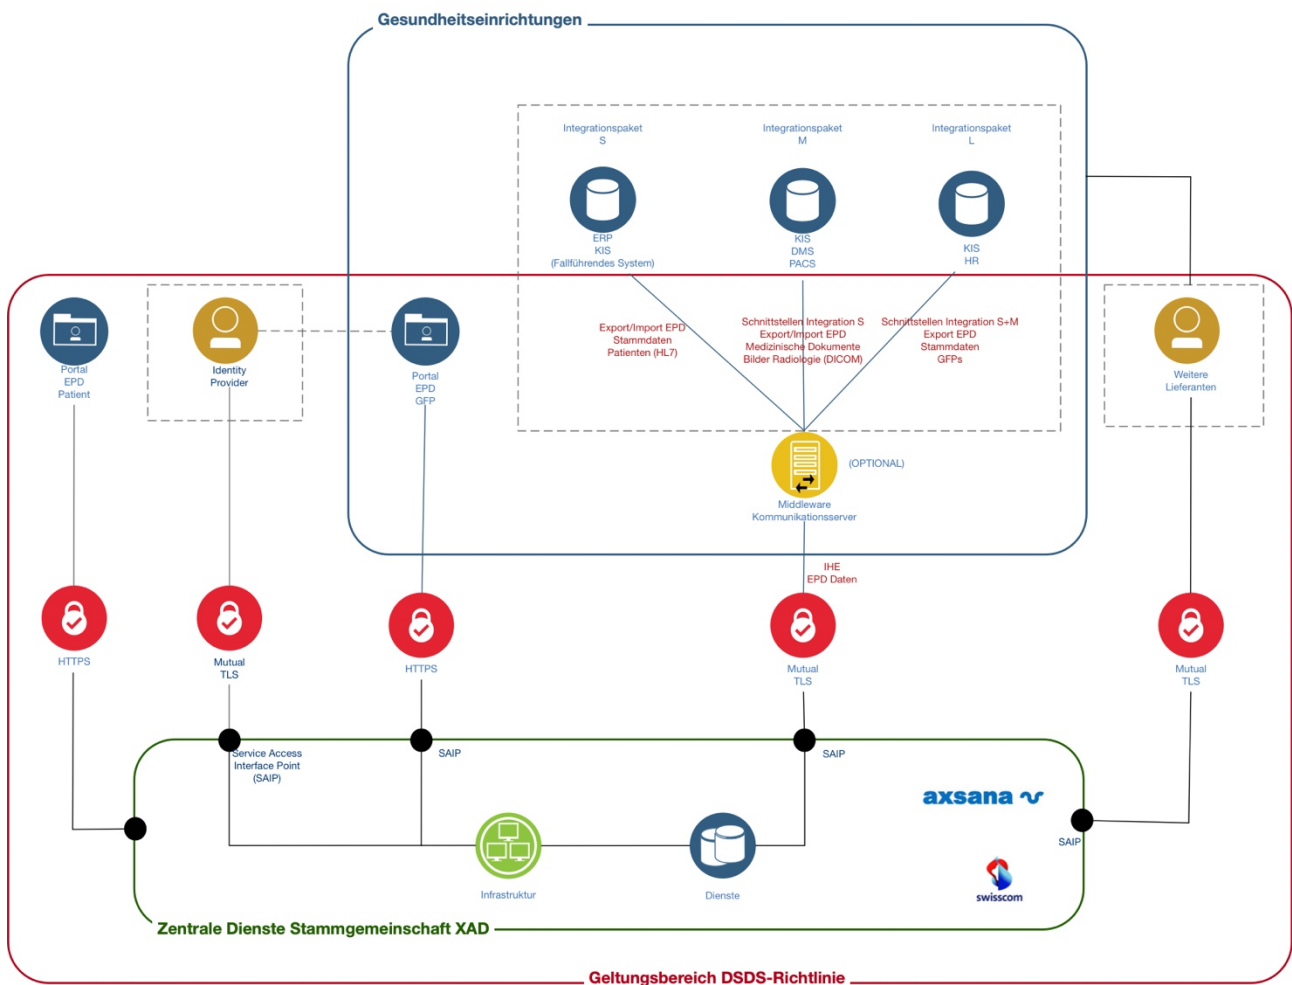 Gesundheitseinrichtungen
Integrationspaket
S
Integrationspaket
M
Integrationspaket
L
ERP
KIS
(Fallführendes System)
KIS
DMS
PACS
KIS
HR
Portal
EPD
Patient
Identity
Provider
Portal
EPD
GFP
Export/Import EPD
Stammdaten
Patienten (HL7)
Schnittstellen Integration S
Export/Import EPD
Medizinische Dokumente
Bilder Radiologie (DICOM)
Schnittstellen Integration S+M
Export EPD
Stammdaten
GFPs
Weitere
Lieferanten
(OPTIONAL)
Middleware
Kommunikationsserver
IHE
EPD Daten
HTTPS
Mutual
TLS
HTTPS
Mutual
TLS
Mutual
TLS
Service Access
Interface Point
(SAIP)
SAIP
SAIP
axsana
SAIP
Infrastruktur
Dienste
swisscom
Zentrale Dienste Stammgemeinschaft XAD
Geltungsbereich DSDS-Richtlinie